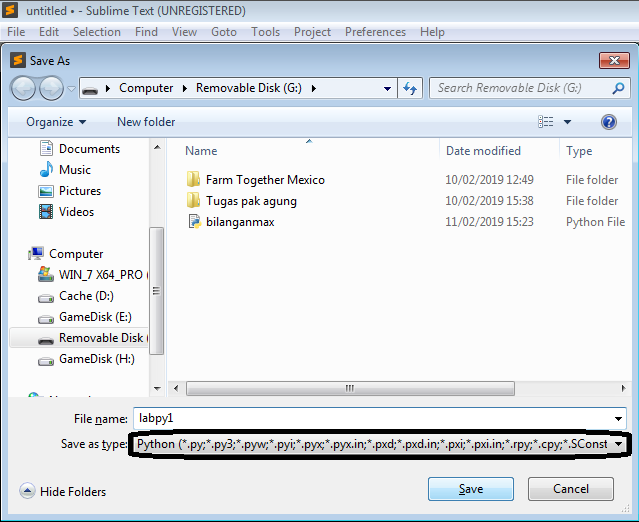 untitled • - Sublime Text (UNREGISTERED)
File Edit Selection Find View Goto Tools Project Preferences Help
Save As
Computer Removable Disk (G:) Search Removable Disk (G:)
Organize New folder
Documents
Music
Pictures
Videos
Computer
WIN_7 X64_PRO (
Cache (D:)
GameDisk (E:)
Removable Disk (
GameDisk (H:)
Name Date modified Type
Farm Together Mexico 10/02/2019 12:49 File folder
Tugas pak agung 10/02/2019 15:38 File folder
bilanganmax 11/02/2019 15:23 Python File
File name: labpy1
Save as type: Python (*.py;*.py3;*.pyw;*.pyi;*.pyx;*.pyx.in;*.pxd;*.pxd.in;*.pxi;*.pxi.in;*.rpy;*.cpy;*.SConst
Hide Folders Save Cancel